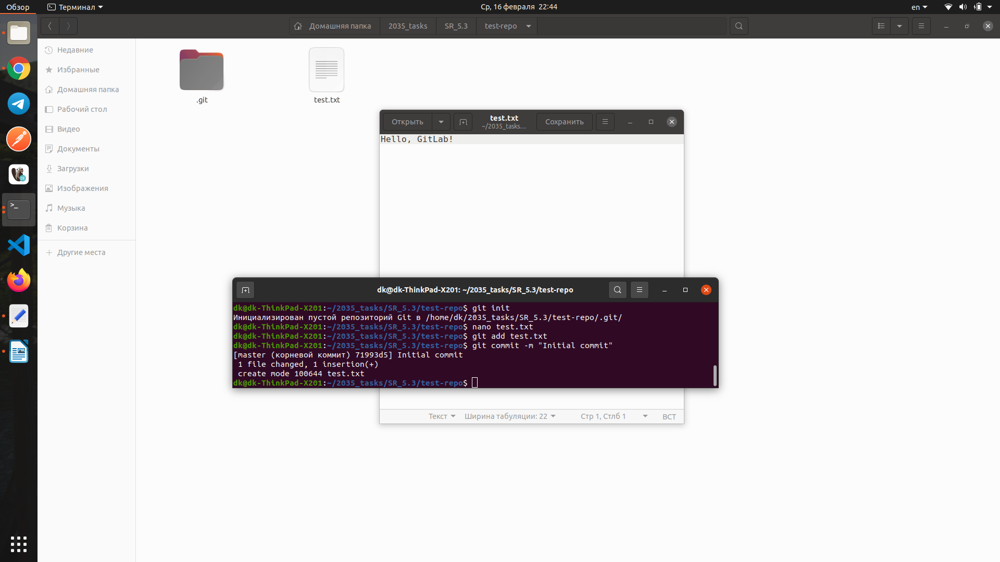 Обзор
Терминал
Ср, 16 февраля 22:44
en
Домашняя папка
2035_tasks
SR_5.3
test-repo
Недавние
Избранные
Домашняя папка
Рабочий стол
Видео
Документы
Загрузки
Изображения
Музыка
Корзина
Другие места
.git
test.txt
Открыть
test.txt
~/2035_tasks...
Сохранить
Hello, GitLab!
dk@dk-ThinkPad-X201: ~/2035_tasks/SR_5.3/test-repo
dk@dk-ThinkPad-X201:~/2035_tasks/SR_5.3/test-repo$ git init
Инициализирован пустой репозиторий Git в /home/dk/2035_tasks/SR_5.3/test-repo/.git/
dk@dk-ThinkPad-X201:~/2035_tasks/SR_5.3/test-repo$ nano test.txt
dk@dk-ThinkPad-X201:~/2035_tasks/SR_5.3/test-repo$ git add test.txt
dk@dk-ThinkPad-X201:~/2035_tasks/SR_5.3/test-repo$ git commit -m "Initial commit"
[master (корневой коммит) 71993d5] Initial commit
1 file changed, 1 insertion(+)
create mode 100644 test.txt
dk@dk-ThinkPad-X201:~/2035_tasks/SR_5.3/test-repo$
Текст
Ширина табуляции: 22
Стр 1, Стлб 1
ВСТ